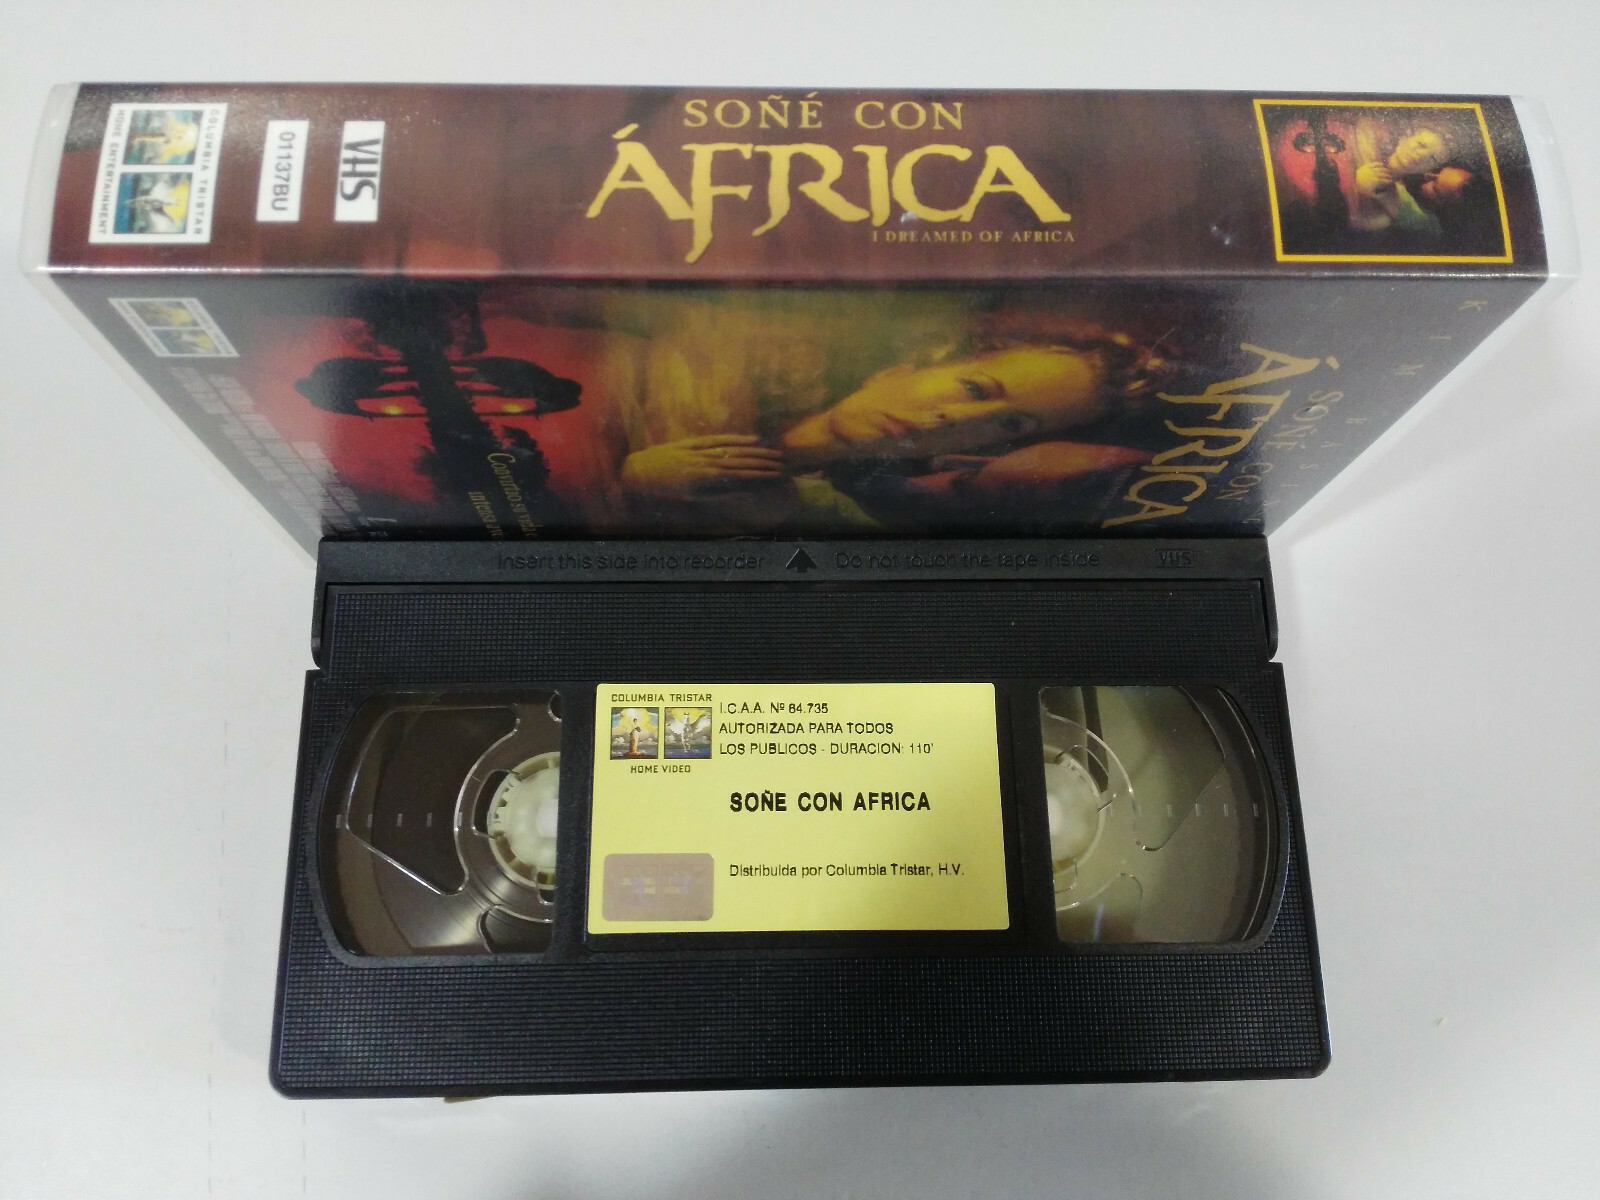 SOÑÉ CON
ÁFRICA
I DREAMED OF AFRICA
VHS
01137BU
COLUMBIA TRISTAR
HOME ENTERTAINMENT
KIM
SOÑÉ CON
ÁFRICA
Insert this side into recorder
Do not touch the tape inside
VHS
COLUMBIA TRISTAR
HOME VIDEO
I.C.A.A. Nº 84.735
AUTORIZADA PARA TODOS
LOS PUBLICOS - DURACION: 110'
SOÑE CON AFRICA
Distribuida por Columbia Tristar, H.V.